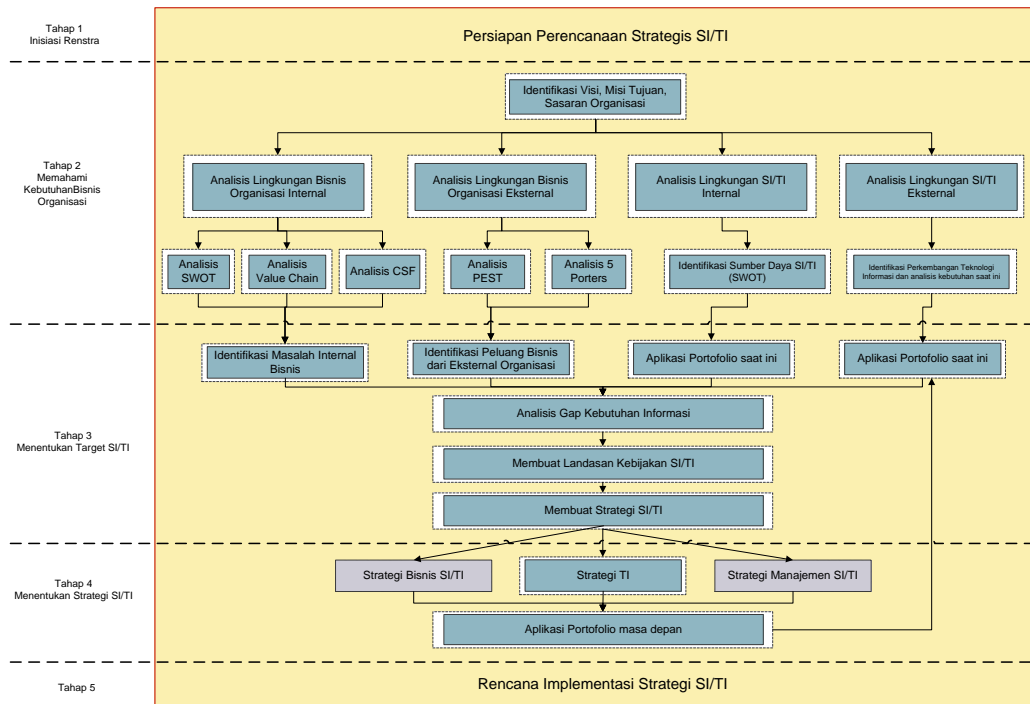 Tahap 1
Inisiasi Renstra
Persiapan Perencanaan Strategis SI/TI
Tahap 2
Memahami
KebutuhanBisnis
Organisasi
Identifikasi Visi, Misi Tujuan,
Sasaran Organisasi
Analisis Lingkungan Bisnis
Organisasi Internal
Analisis Lingkungan Bisnis
Organisasi Eksternal
Analisis Lingkungan SI/TI
Internal
Analisis Lingkungan SI/TI
Eksternal
Analisis
SWOT
Analisis
Value Chain
Analisis CSF
Analisis
PEST
Analisis 5
Porters
Identifikasi Sumber Daya SI/TI
(SWOT)
Identifikasi Perkembangan Teknologi
Informasi dan analisis kebutuhan saat ini
Tahap 3
Menentukan Target SI/TI
Identifikasi Masalah Internal
Bisnis
Identifikasi Peluang Bisnis
dari Eksternal Organisasi
Aplikasi Portofolio saat ini
Aplikasi Portofolio saat ini
Analisis Gap Kebutuhan Informasi
Membuat Landasan Kebijakan SI/TI
Membuat Strategi SI/TI
Tahap 4
Menentukan Strategi SI/TI
Strategi Bisnis SI/TI
Strategi TI
Strategi Manajemen SI/TI
Aplikasi Portofolio masa depan
Tahap 5
Rencana Implementasi Strategi SI/TI